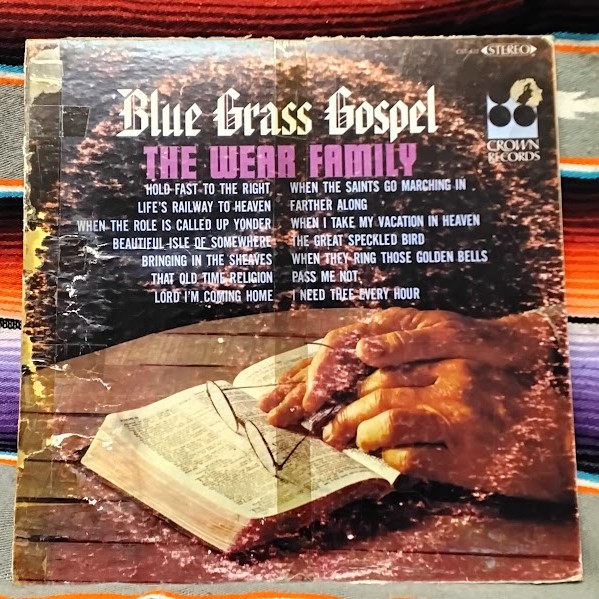 STEREO
Blue Grass Gospel
THE WEAR FAMILY
CROWN
RECORDS
HOLD FAST TO THE RIGHT
LIFE'S RAILWAY TO HEAVEN
WHEN THE ROLE IS CALLED UP YONDER
BEAUTIFUL ISLE OF SOMEWHERE
BRINGING IN THE SHEAVES
THAT OLD TIME RELIGION
LORD I'M COMING HOME
WHEN THE SAINTS GO MARCHING IN
FARTHER ALONG
WHEN I TAKE MY VACATION IN HEAVEN
THE GREAT SPECKLED BIRD
WHEN THEY RING THOSE GOLDEN BELLS
PASS ME NOT
I NEED THEE EVERY HOUR